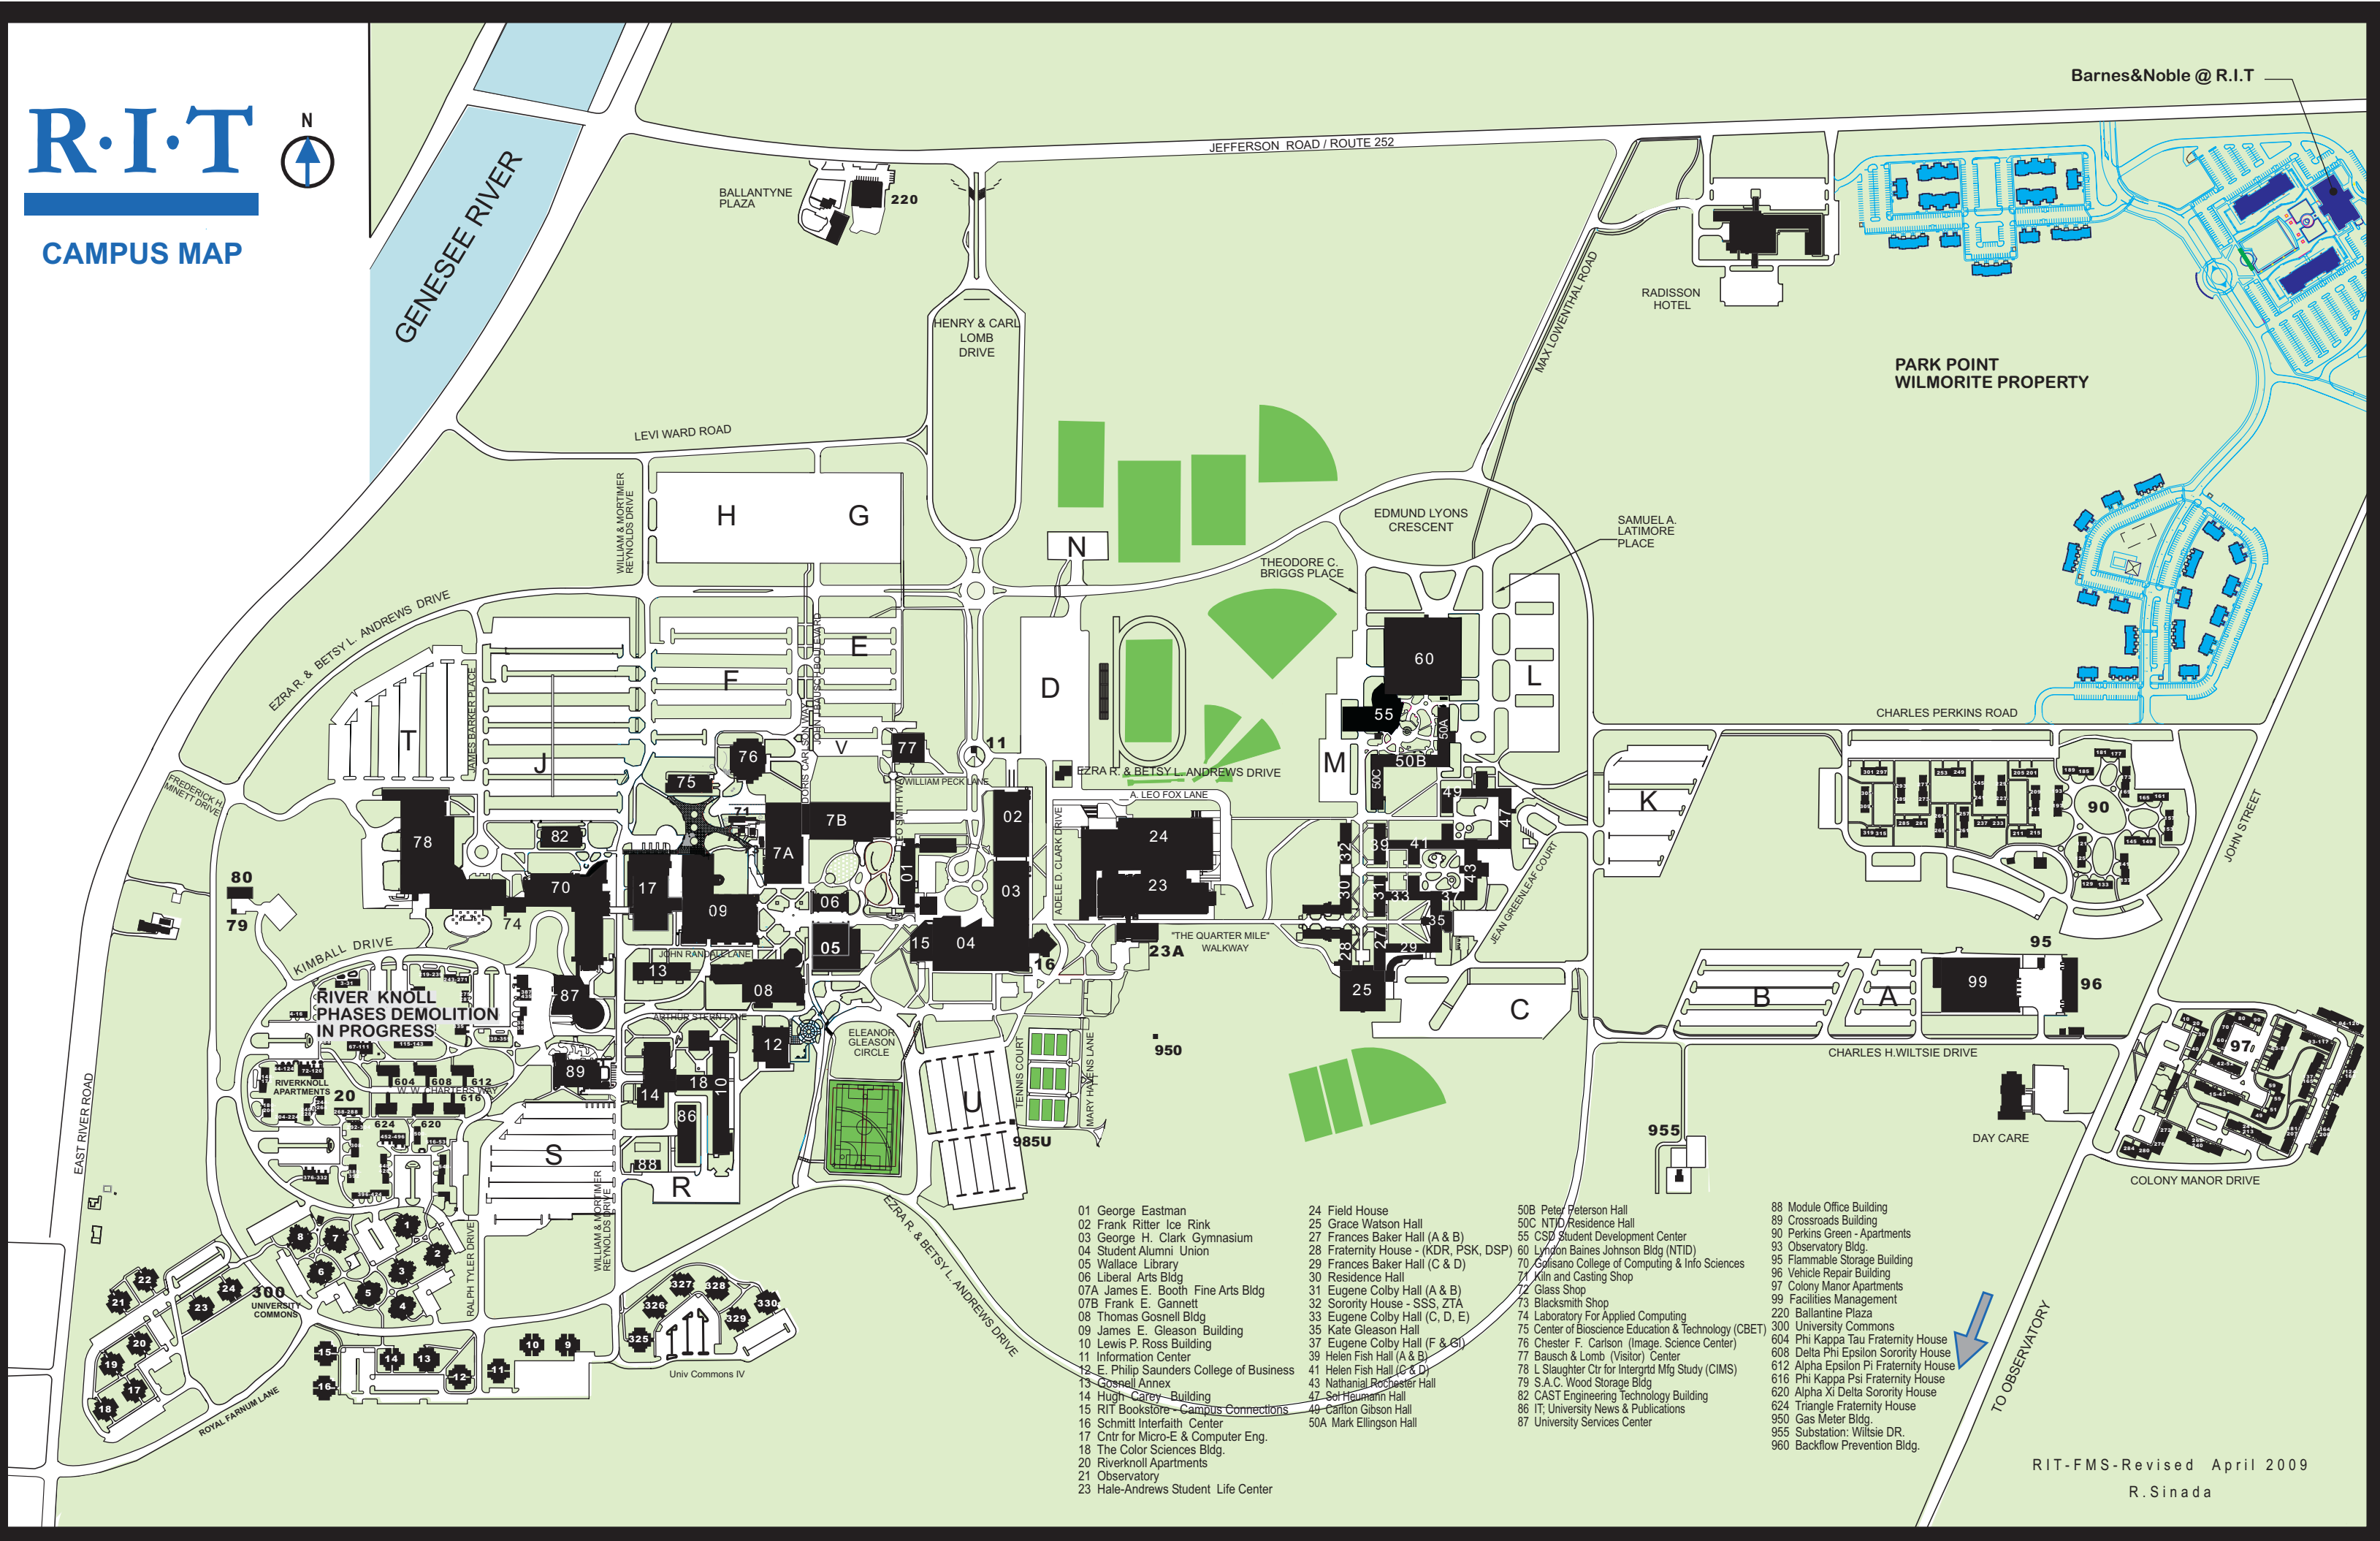 R·I·T
CAMPUS MAP
N
GENESEE RIVER
Barnes&Noble @ R.I.T
JEFFERSON ROAD / ROUTE 252
BALLANTYNE
PLAZA
220
HENRY & CARL
LOMB
DRIVE
RADISSON
HOTEL
MAX LOWENTHAL ROAD
PARK POINT
WILMORITE PROPERTY
LEVI WARD ROAD
WILLIAM & MORTIMER
REYNOLDS DRIVE
H
G
N
EDMUND LYONS
CRESCENT
SAMUEL A.
LATIMORE
PLACE
THEODORE C.
BRIGGS PLACE
EZRA R. & BETSY L. ANDREWS DRIVE
JAMES BARKER PLACE
JOHN J BAUSCH BOULEVARD
DORIS CARLSON WAY
T
J
F
E
V
D
60
L
55
50A
M
50B
50C
CHARLES PERKINS ROAD
JOHN STREET
76
77
11
75
WILLIAM PECK LANE
EZRA R. & BETSY L. ANDREWS DRIVE
A. LEO FOX LANE
FREDERICK H.
MINETT DRIVE
71
7B
7A
02
24
49
47
K
90
78
82
01
32
39
41
43
JEAN GREENLEAF COURT
80
79
70
74
17
09
06
03
23
ADELE D. CLARK DRIVE
30
31
33
37
35
05
15
04
16
23A
"THE QUARTER MILE"
WALKWAY
28
27
29
25
KIMBALL DRIVE
JOHN RANDALL LANE
13
08
87
RIVER KNOLL
PHASES DEMOLITION
IN PROGRESS
ARTHUR STERN LANE
12
ELEANOR
GLEASON
CIRCLE
C
B
A
99
95
96
97
CHARLES H.WILTSIE DRIVE
DAY CARE
COLONY MANOR DRIVE
955
950
985U
TENNIS COURT
MARY HAVENS LANE
U
89
14
18
10
86
88
R
S
RIVERKNOLL
APARTMENTS
20
604
608
612
W. W. CHARTERS WAY
616
624
620
EAST RIVER ROAD
RALPH TYLER DRIVE
WILLIAM & MORTIMER
REYNOLDS DRIVE
EZRA R. & BETSY L. ANDREWS DRIVE
8
7
1
2
6
3
5
4
22
21
24
23
300
UNIVERSITY
COMMONS
20
19
17
18
15
16
14
13
12
11
10
9
327
328
326
330
329
325
Univ Commons IV
ROYAL FARNUM LANE
TO OBSERVATORY
01 George Eastman
02 Frank Ritter Ice Rink
03 George H. Clark Gymnasium
04 Student Alumni Union
05 Wallace Library
06 Liberal Arts Bldg
07A James E. Booth Fine Arts Bldg
07B Frank E. Gannett
08 Thomas Gosnell Bldg
09 James E. Gleason Building
10 Lewis P. Ross Building
11 Information Center
12 E. Philip Saunders College of Business
13 Gosnell Annex
14 Hugh Carey Building
15 RIT Bookstore - Campus Connections
16 Schmitt Interfaith Center
17 Cntr for Micro-E & Computer Eng.
18 The Color Sciences Bldg.
20 Riverknoll Apartments
21 Observatory
23 Hale-Andrews Student Life Center
24 Field House
25 Grace Watson Hall
27 Frances Baker Hall (A & B)
28 Fraternity House - (KDR, PSK, DSP)
29 Frances Baker Hall (C & D)
30 Residence Hall
31 Eugene Colby Hall (A & B)
32 Sorority House - SSS, ZTA
33 Eugene Colby Hall (C, D, E)
35 Kate Gleason Hall
37 Eugene Colby Hall (F & G)
39 Helen Fish Hall (A & B)
41 Helen Fish Hall (C & D)
43 Nathanial Rochester Hall
47 Sol Heumann Hall
49 Carlton Gibson Hall
50A Mark Ellingson Hall
50B Peter Peterson Hall
50C NTID Residence Hall
55 CSD Student Development Center
60 Lyndon Baines Johnson Bldg (NTID)
70 Golisano College of Computing & Info Sciences
71 Kiln and Casting Shop
72 Glass Shop
73 Blacksmith Shop
74 Laboratory For Applied Computing
75 Center of Bioscience Education & Technology (CBET)
76 Chester F. Carlson (Image. Science Center)
77 Bausch & Lomb (Visitor) Center
78 L Slaughter Ctr for Intergrtd Mfg Study (CIMS)
79 S.A.C. Wood Storage Bldg
82 CAST Engineering Technology Building
86 IT; University News & Publications
87 University Services Center
88 Module Office Building
89 Crossroads Building
90 Perkins Green - Apartments
93 Observatory Bldg.
95 Flammable Storage Building
96 Vehicle Repair Building
97 Colony Manor Apartments
99 Facilities Management
220 Ballantine Plaza
300 University Commons
604 Phi Kappa Tau Fraternity House
608 Delta Phi Epsilon Sorority House
612 Alpha Epsilon Pi Fraternity House
616 Phi Kappa Psi Fraternity House
620 Alpha Xi Delta Sorority House
624 Triangle Fraternity House
950 Gas Meter Bldg.
955 Substation: Wiltsie DR.
960 Backflow Prevention Bldg.
RIT-FMS-Revised April 2009
R.Sinada